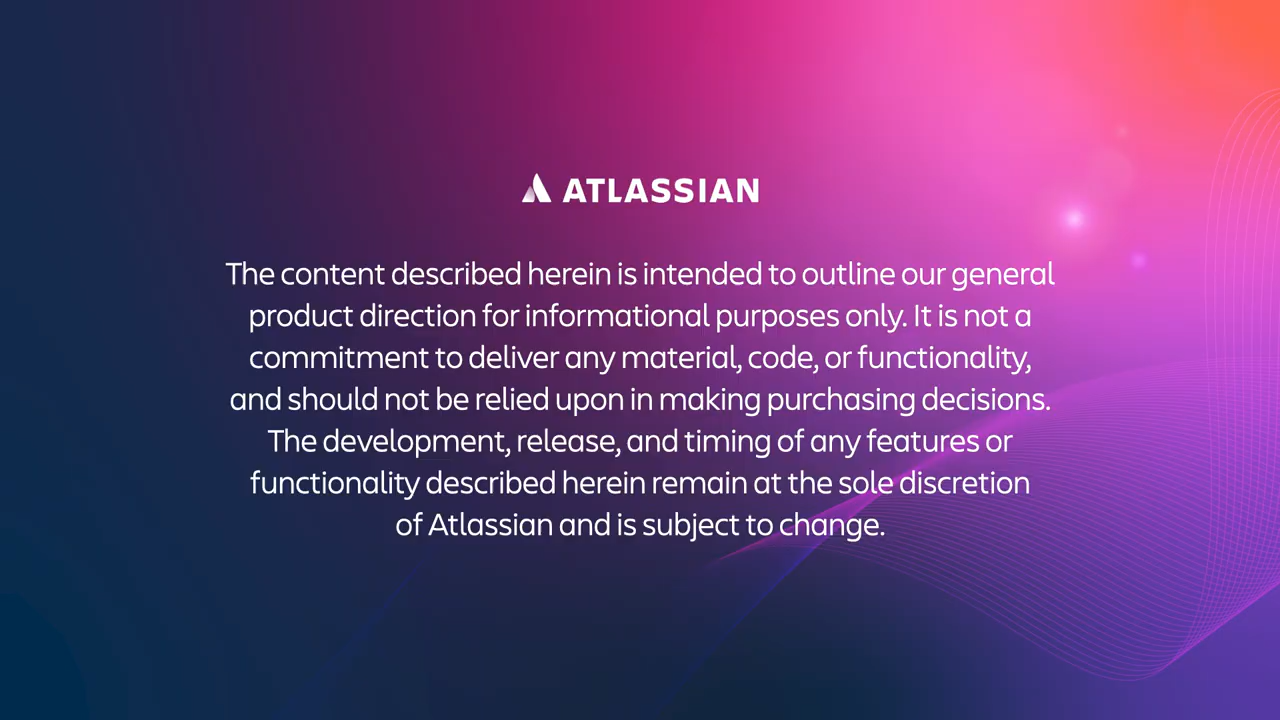 ATLASSIAN
The content described herein is intended to outline our general
product direction for informational purposes only. It is not a
commitment to deliver any material, code, or functionality,
and should not be relied upon in making purchasing decisions.
The development, release, and timing of any features or
functionality described herein remain at the sole discretion
of Atlassian and is subject to change.